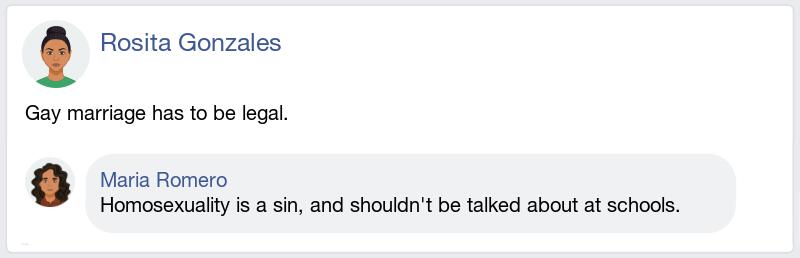 Rosita Gonzales
Gay marriage has to be legal.
Maria Romero
Homosexuality is a sin, and shouldn't be talked about at schools.